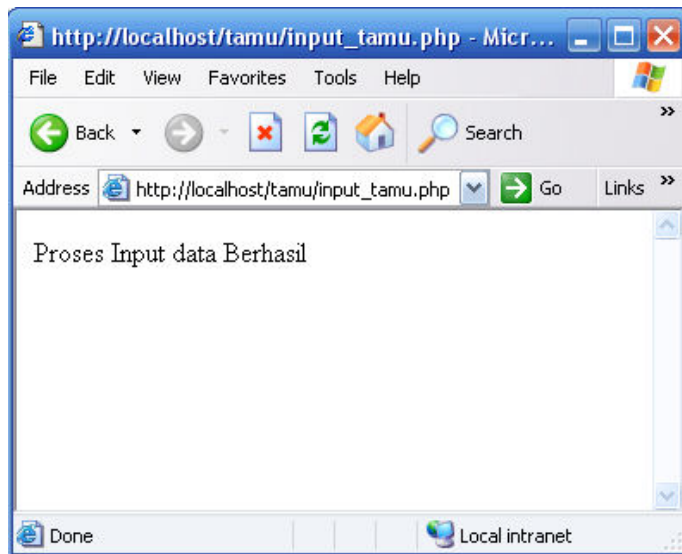 http://localhost/tamu/input_tamu.php - Micr...
File Edit View Favorites Tools Help
Back Search »
Address http://localhost/tamu/input_tamu.php Go Links »
Proses Input data Berhasil
Done Local intranet